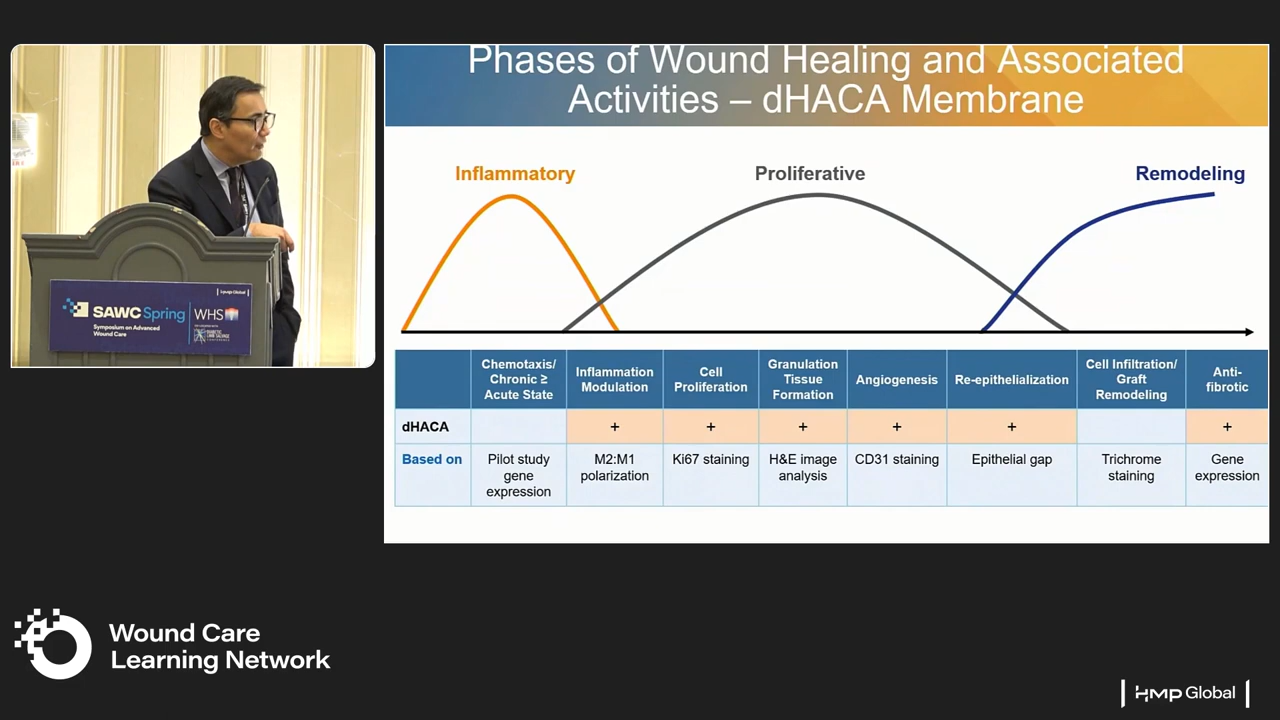 Phases of Wound Healing and Associated
Activities – dHACA Membrane
Inflammatory
Proliferative
Remodeling
Chemotaxis/
Chronic ≥
Acute State
Inflammation
Modulation
Cell
Proliferation
Granulation
Tissue
Formation
Angiogenesis
Re-epithelialization
Cell Infiltration/
Graft
Remodeling
Anti-
fibrotic
dHACA
+
+
+
+
+
+
Based on
Pilot study
gene
expression
M2:M1
polarization
Ki67 staining
H&E image
analysis
CD31 staining
Epithelial gap
Trichrome
staining
Gene
expression
HMP Global
SAWC Spring
Symposium on Advanced
Wound Care
WHS
Wound Care
Learning Network
HMP Global